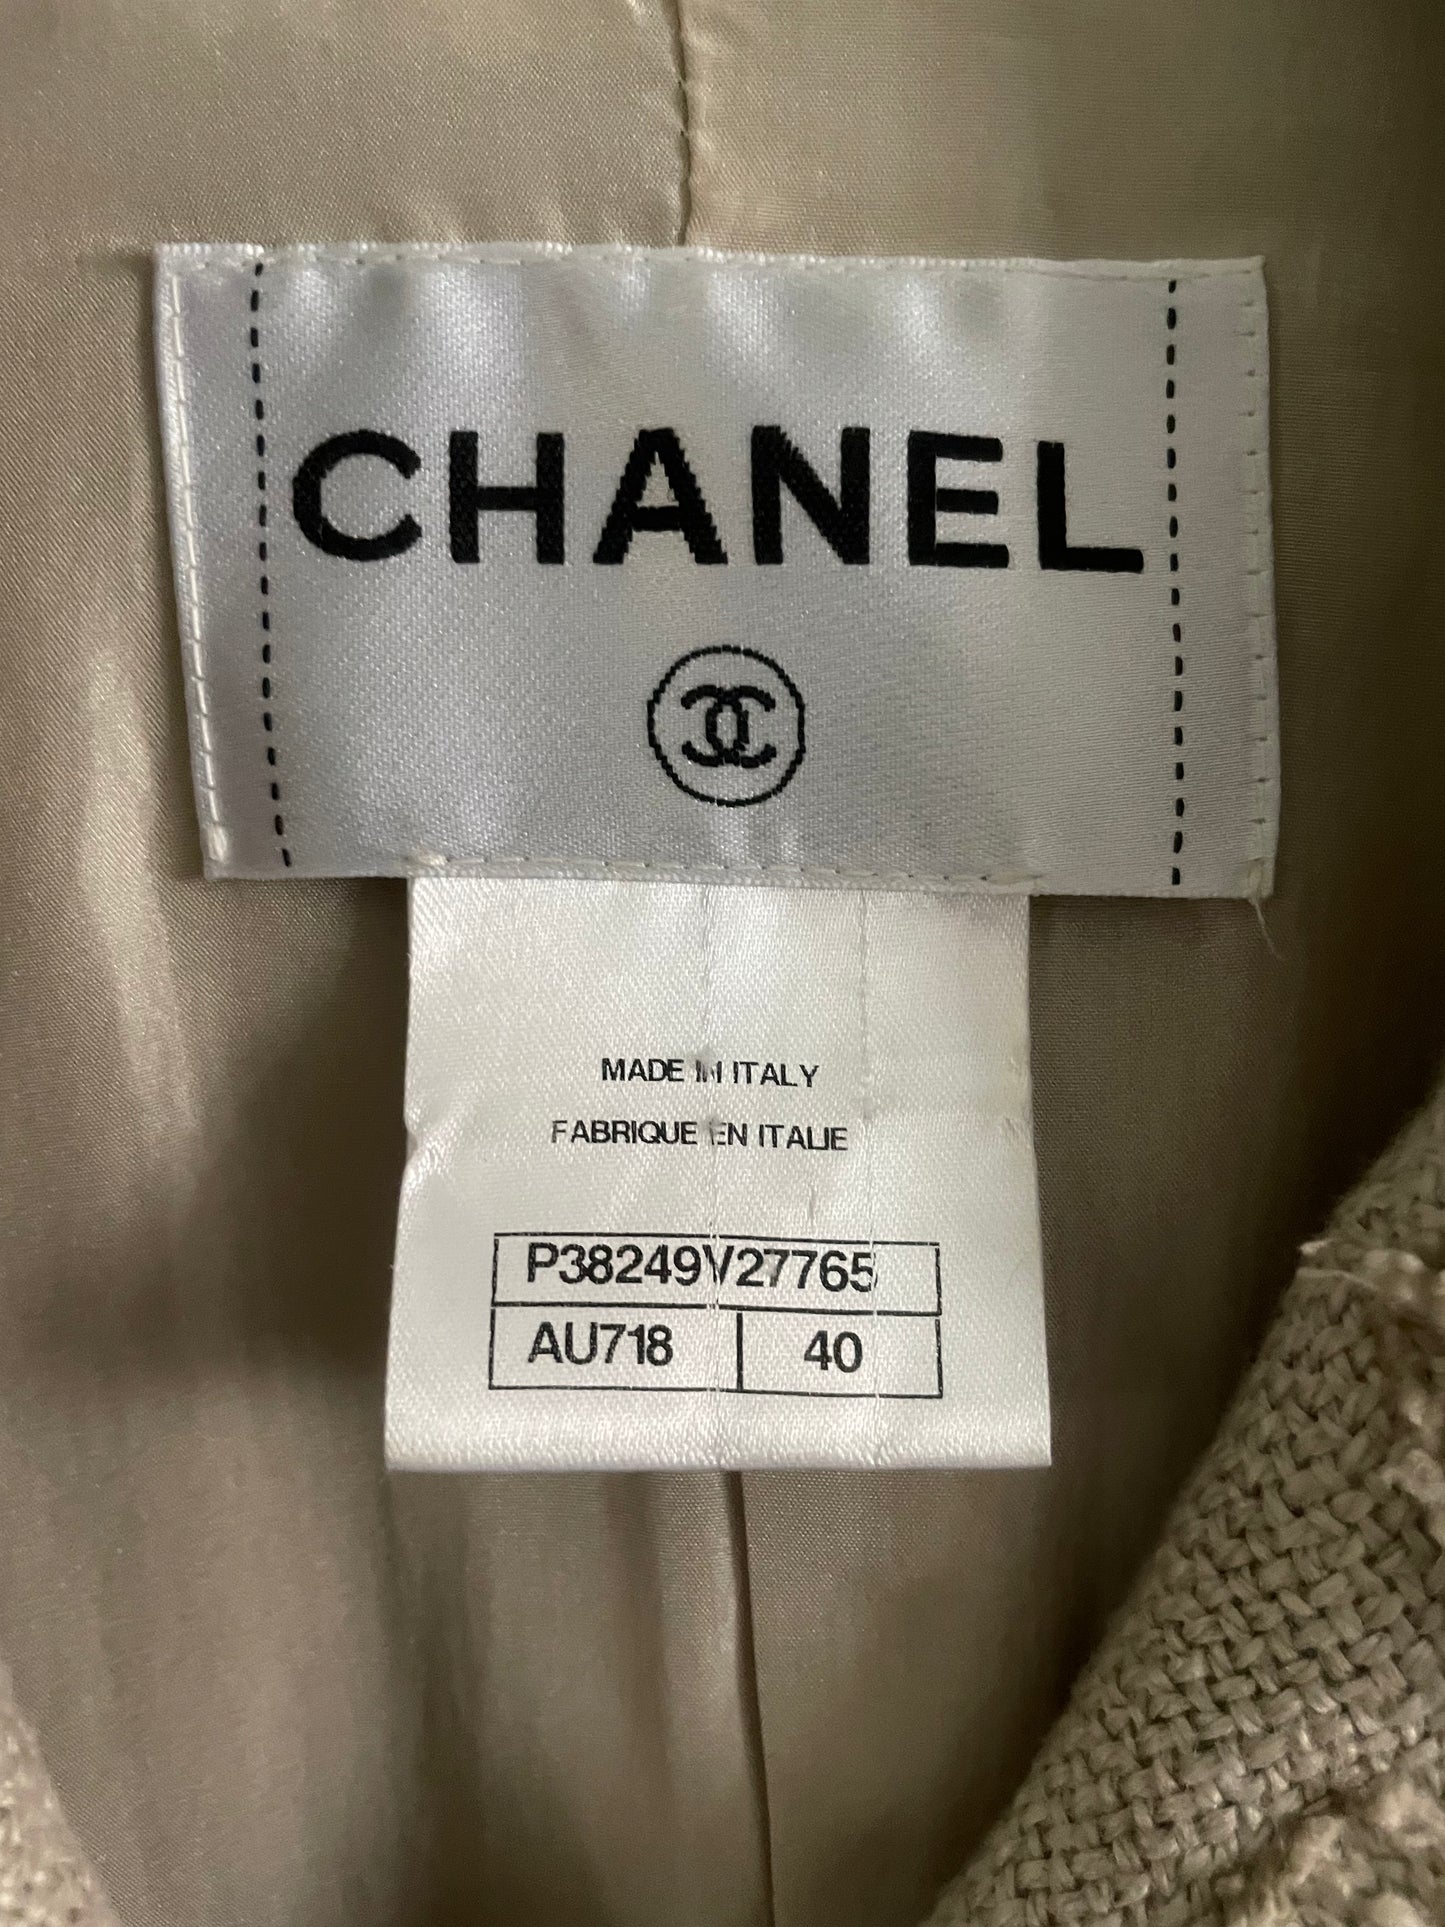 CHANEL
MADE IN ITALY
FABRIQUE EN ITALIE
P38249V27765
AU718 40